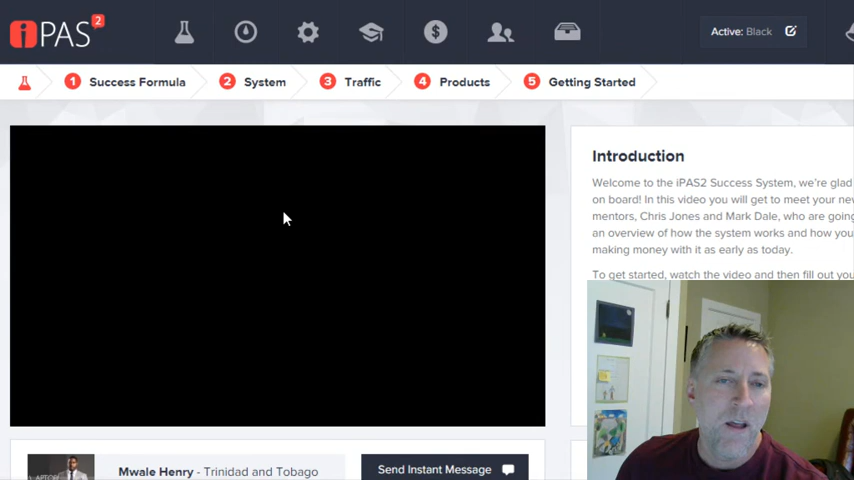 iPAS 2
Active: Black
1 Success Formula 2 System 3 Traffic 4 Products 5 Getting Started
Introduction
Welcome to the iPAS2 Success System, we're glad
on board! In this video you will get to meet your
mentors, Chris Jones and Mark Dale, who are going
an overview of how the system works and how you
making money with it as early as today.
To get started, watch the video and then fill out
Mwale Henry - Trinidad and Tobago
Send Instant Message